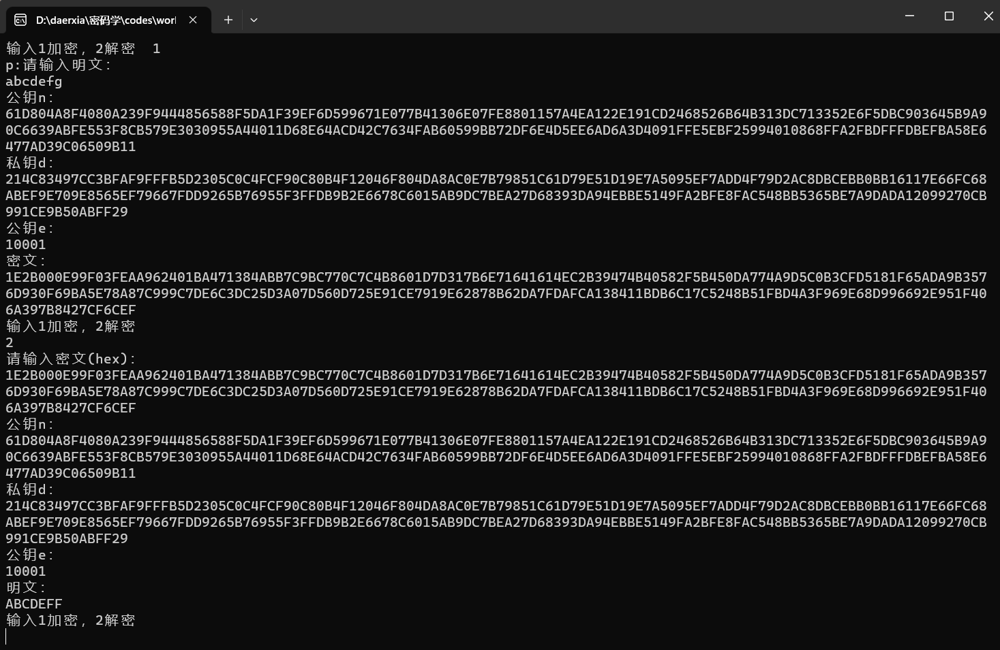 D:\daerxia\密码学\codes\worl
输入1加密，2解密  1
p:请输入明文：
abcdefg
公钥n：
61D804A8F4080A239F9444856588F5DA1F39EF6D599671E077B41306E07FE8801157A4EA122E191CD2468526B64B313DC713352E6F5DBC903645B9A9
0C6639ABFE553F8CB579E3030955A44011D68E64ACD42C7634FAB60599BB72DF6E4D5EE6AD6A3D4091FFE5EBF25994010868FFA2FBDFFFDBEFBA58E6
477AD39C06509B11
私钥d：
214C83497CC3BFAF9FFFB5D2305C0C4FCF90C80B4F12046F804DA8AC0E7B79851C61D79E51D19E7A5095EF7ADD4F79D2AC8DBCEBB0BB16117E66FC68
ABEF9E709E8565EF79667FDD9265B76955F3FFDB9B2E6678C6015AB9DC7BEA27D68393DA94EBBE5149FA2BFE8FAC548BB5365BE7A9DADA12099270CB
991CE9B50ABFF29
公钥e：
10001
密文：
1E2B000E99F03FEAA962401BA471384ABB7C9BC770C7C4B8601D7D317B6E71641614EC2B39474B40582F5B450DA774A9D5C0B3CFD5181F65ADA9B357​6
6D930F69BA5E78A87C999C7DE6C3DC25D3A07D560D725E91CE7919E62878B62DA7FDAFCA138411BDB6C17C5248B51FBD4A3F969E68D996692E951F40
6A397B8427CF6CEF
输入1加密，2解密
2
请输入密文(hex)：
1E2B000E99F03FEAA962401BA471384ABB7C9BC770C7C4B8601D7D317B6E71641614EC2B39474B40582F5B450DA774A9D5C0B3CFD5181F65ADA9B3576
6D930F69BA5E78A87C999C7DE6C3DC25D3A07D560D725E91CE7919E62878B62DA7FDAFCA138411BDB6C17C5248B51FBD4A3F969E68D996692E951F40
6A397B8427CF6CEF
公钥n：
61D804A8F4080A239F9444856588F5DA1F39EF6D599671E077B41306E07FE8801157A4EA122E191CD2468526B64B313DC713352E6F5DBC903645B9A9
0C6639ABFE553F8CB579E3030955A44011D68E64ACD42C7634FAB60599BB72DF6E4D5EE6AD6A3D4091FFE5EBF25994010868FFA2FBDFFFDBEFBA58E6
477AD39C06509B11
私钥d：
214C83497CC3BFAF9FFFB5D2305C0C4FCF90C80B4F12046F804DA8AC0E7B79851C61D79E51D19E7A5095EF7ADD4F79D2AC8DBCEBB0BB16117E66FC68
ABEF9E709E8565EF79667FDD9265B76955F3FFDB9B2E6678C6015AB9DC7BEA27D68393DA94EBBE5149FA2BFE8FAC548BB5365BE7A9DADA12099270CB
991CE9B50ABFF29
公钥e：
10001
明文：
ABCDEFF
输入1加密，2解密